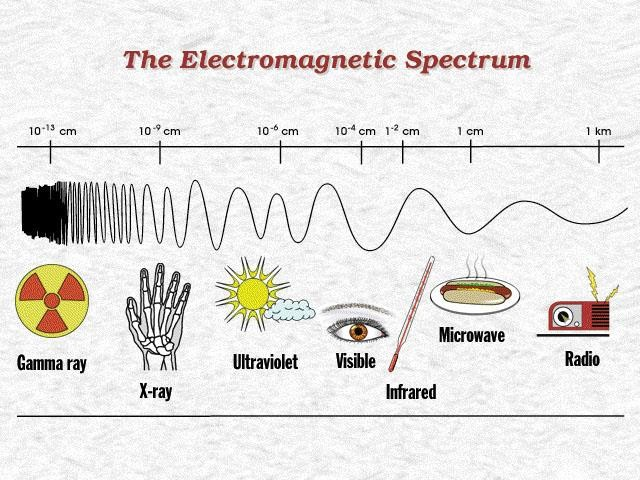 The Electromagnetic Spectrum
10⁻¹³ cm 10⁻⁹ cm 10⁻⁶ cm 10⁻⁴ cm 1⁻² cm 1 cm 1 km
Gamma ray X-ray Ultraviolet Visible Infrared Microwave Radio